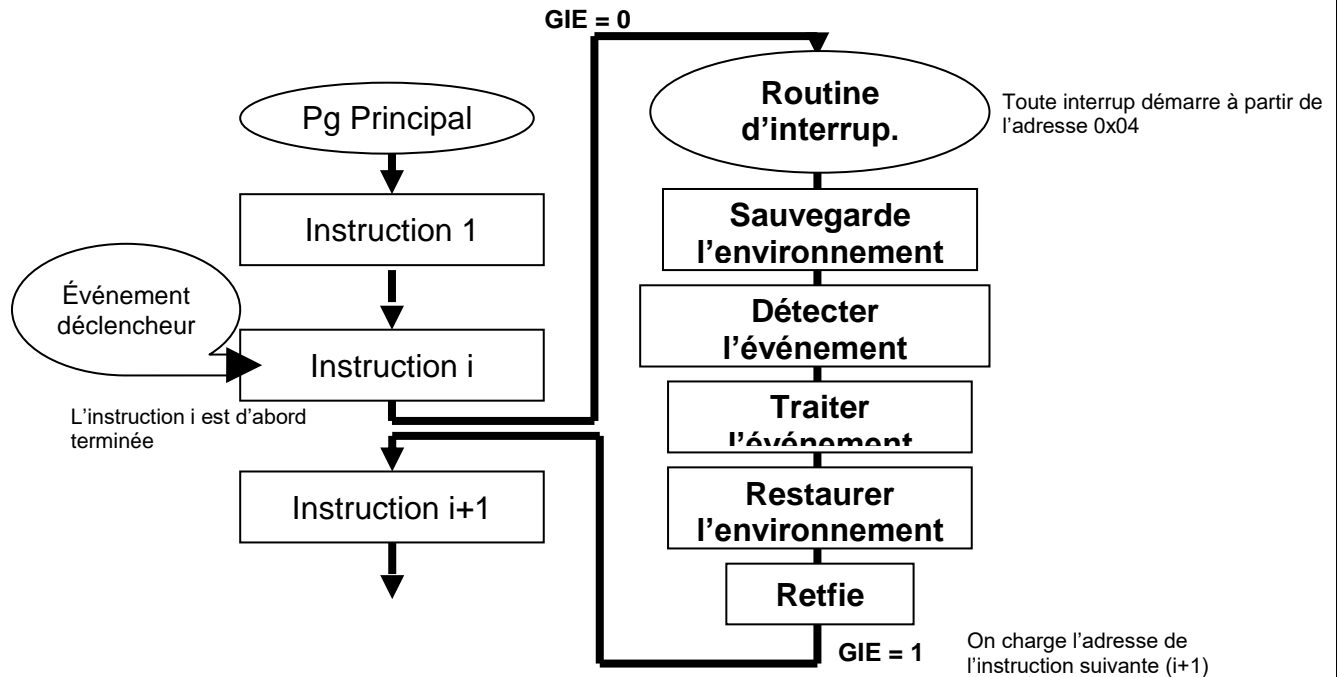 GIE = 0
Pg Principal
Instruction 1
Événement
déclencheur
Instruction i
L'instruction i est d'abord
terminée
Instruction i+1
Routine
d'interrup.
Toute interrup démarre à partir de
l'adresse 0x04
Sauvegarde
l'environnement
Détecter
l'événement
Traiter
l'événement
Restaurer
l'environnement
Retfie
GIE = 1
On charge l'adresse de
l'instruction suivante (i+1)